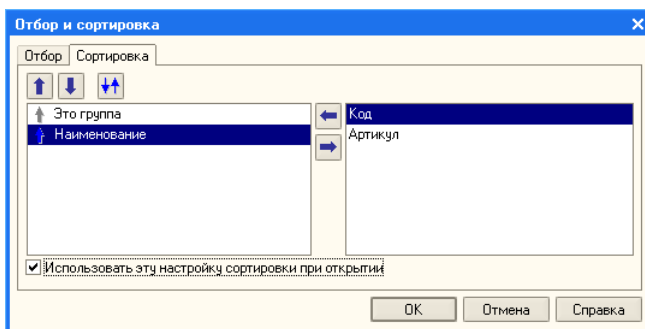 Отбор и сортировка
Отбор Сортировка
Это группа
Наименование
Код
Артикул
Использовать эту настройку сортировки при открытии
OK Отмена Справка